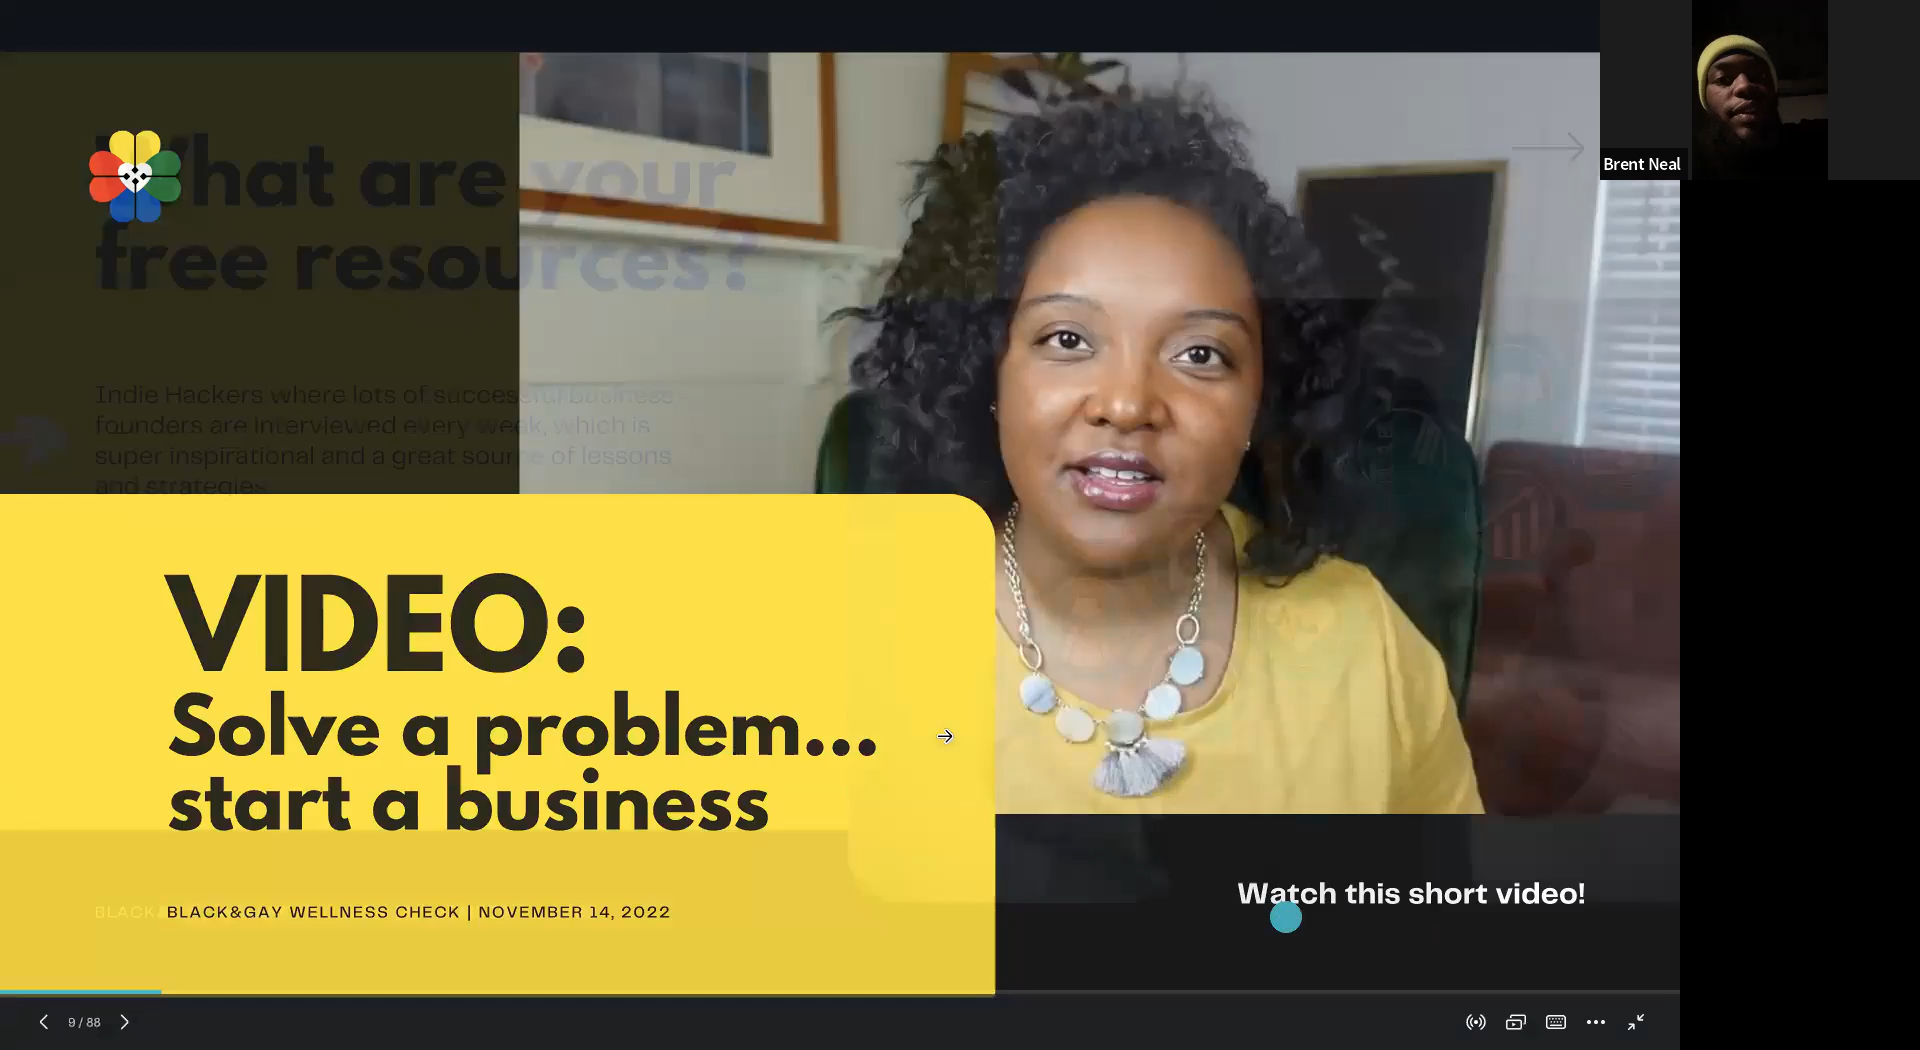 What are your
free resources?
Indie Hackers where lots of successful business
founders are interviewed every week, which is
super inspirational and a great source of lessons
and strategies
VIDEO:
Solve a problem...
start a business
BLACK
BLACK&GAY WELLNESS CHECK | NOVEMBER 14, 2022
Watch this short video!
9 / 88
Brent Neal